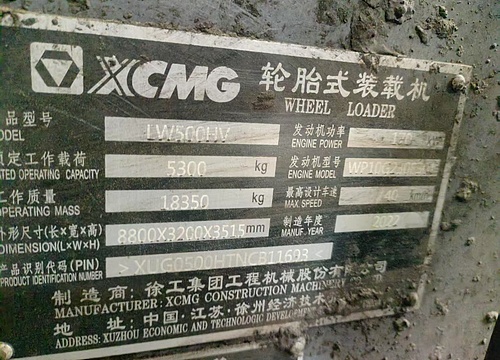 XCMG 轮胎式装载机
WHEEL LOADER
品型号 LW500HV 发动机功率
ODEL ENGINE POWER
定工作载荷 5300 kg 发动机型号
TED OPERATING CAPACITY ENGINE MODEL
工作质量 18350 kg 最高设计车速
OPERATING MASS MAX. SPEED
外形尺寸(长×宽×高) 8800X3200X3515 mm 制造年度 2022
DIMENSION(L×W×H) MANUF. YEAR
产品识别代码(PIN)
PRODUCT IDENTIFICATION NUMBER
制造商:徐工集团工程机械股份有限公司
MANUFACTURER: XCMG CONSTRUCTION MACHINERY
地 址:中国·江苏·徐州经济技术
ADDRESS: XUZHOU ECONOMIC AND TECHNOLOGIC DEVELOPMENT